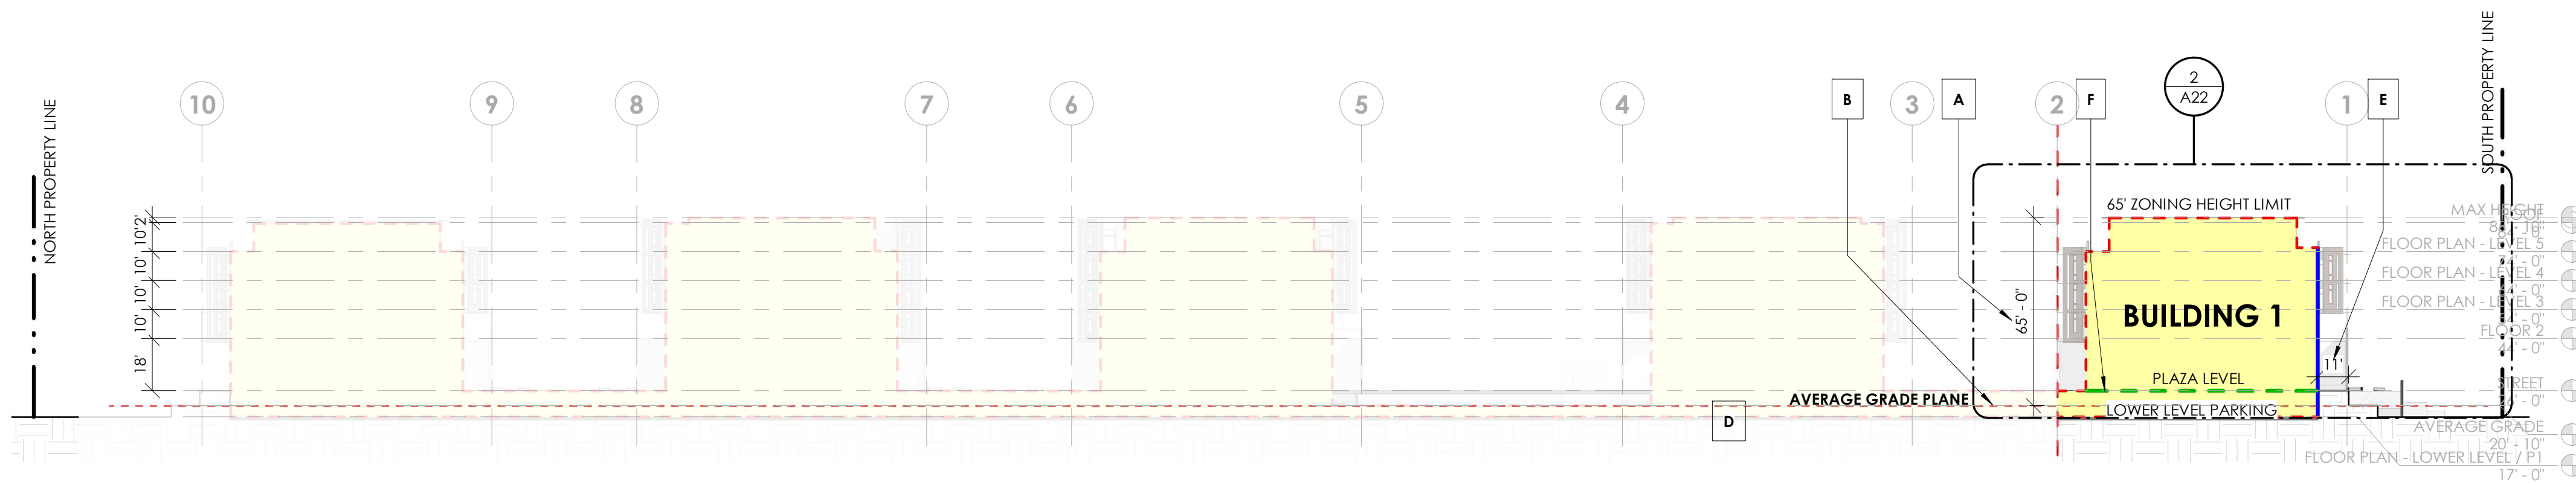 NORTH PROPERTY LINE
SOUTH PROPERTY LINE
10
9
8
7
6
5
4
B
3
A
2
F
2
A22
1
E
65' ZONING HEIGHT LIMIT
MAX HEIGHT
ROOF
FLOOR PLAN - LEVEL 5
FLOOR PLAN - LEVEL 4
FLOOR PLAN - LEVEL 3
FLOOR 2
44' - 0"
2'
10'
10'
10'
10'
18'
65' - 0"
BUILDING 1
11'
PLAZA LEVEL
STREET
AVERAGE GRADE PLANE
LOWER LEVEL PARKING
D
AVERAGE GRADE
20' - 10"
FLOOR PLAN - LOWER LEVEL / P1
17' - 0"